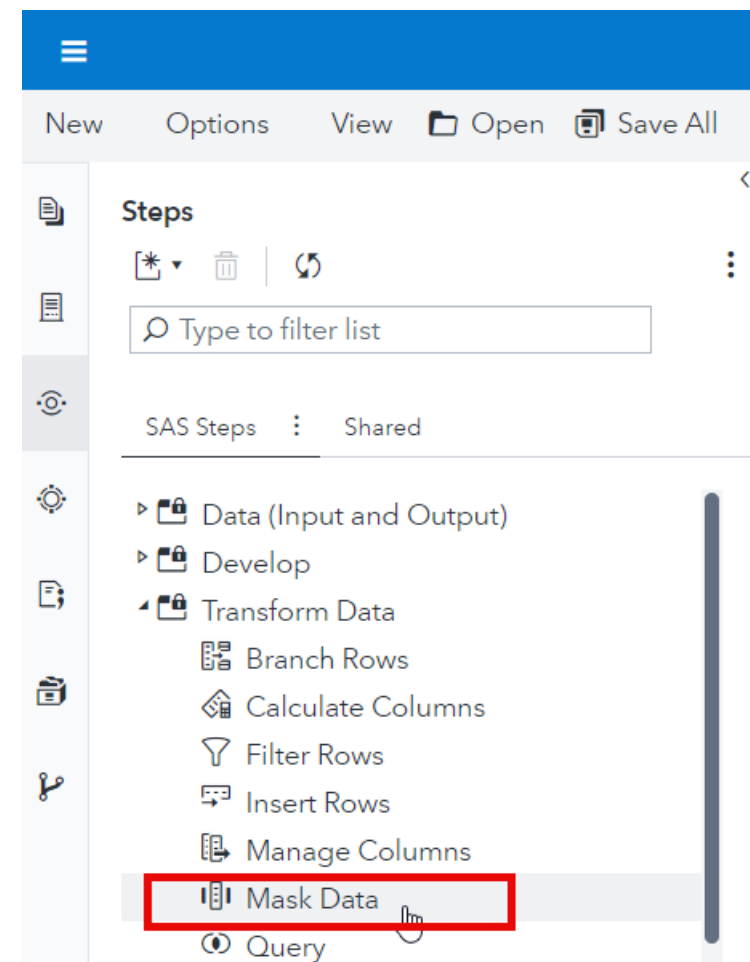 New Options View Open Save All
Steps
Type to filter list
SAS Steps Shared
Data (Input and Output)
Develop
Transform Data
Branch Rows
Calculate Columns
Filter Rows
Insert Rows
Manage Columns
Mask Data
Query